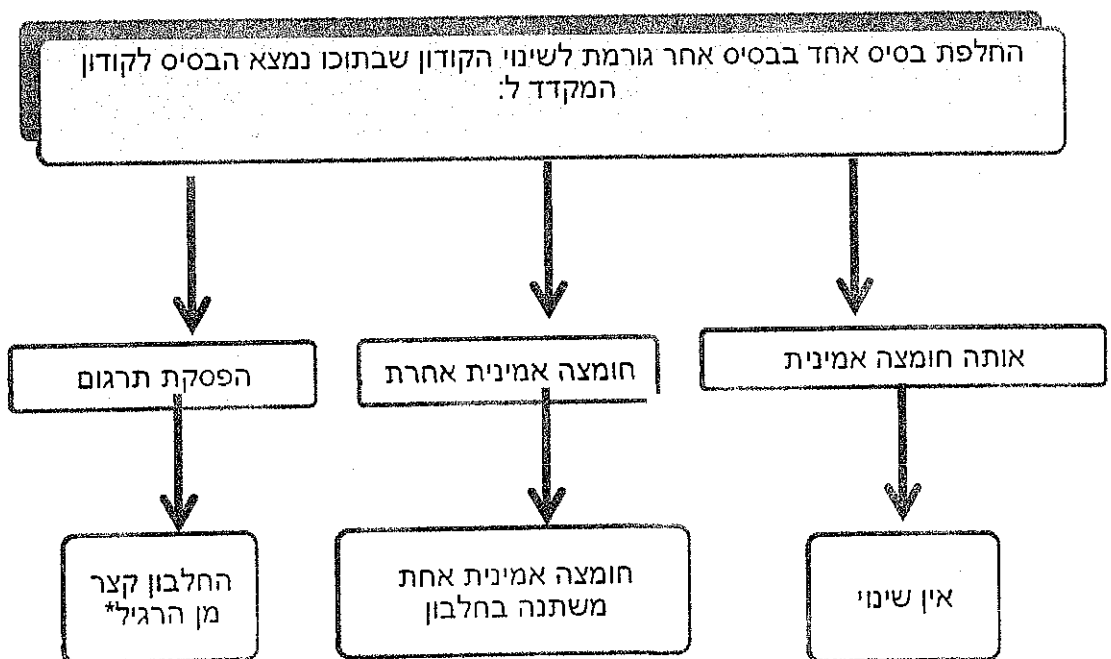 החלפת בסיס אחד בבסיס אחר גורמת לשינוי הקודון שבתוכו נמצא הבסיס לקודון
המקדד ל:
אותה חומצה אמינית
חומצה אמינית אחרת
הפסקת תרגום
אין שינוי
חומצה אמינית אחת
משתנה בחלבון
החלבון קצר
מן הרגיל*